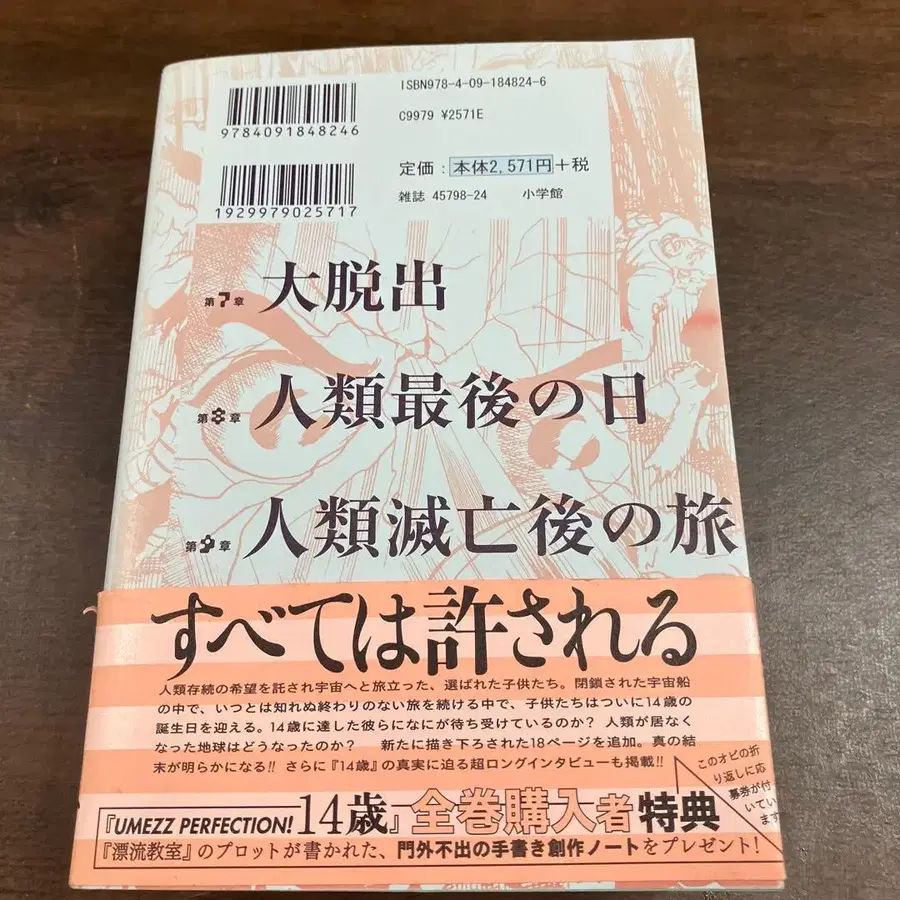 ISBN978-4-09-184824-6
9784091848246
C9979 ¥2571E
定価：本体2,571円+税
1929979025717
雑誌 45798-24 小学館
第7章 大脱出
第8章 人類最後の日
第9章 人類滅亡後の旅
すべては許される
人類存続の希望を託され宇宙へと旅立った、選ばれた子供たち。閉鎖された宇宙船
の中で、いつとは知れぬ終わりのない旅を続ける中で、子供たちはついに14歳の
誕生日を迎える。14歳に達した彼らになにが待ち受けているのか? 人類が居なく
なった地球はどうなったのか? 新たに描き下ろされた18ページを追加。真の結
末が明らかになる!! さらに『14歳』の真実に迫る超ロングインタビューも掲載!!
このオビの折
り返しに応
募券が付
いてい
ます
『UMEZZ PERFECTION! 14歳』全巻購入者特典
『漂流教室』のプロットが書かれた、門外不出の手書き創作ノートをプレゼント!